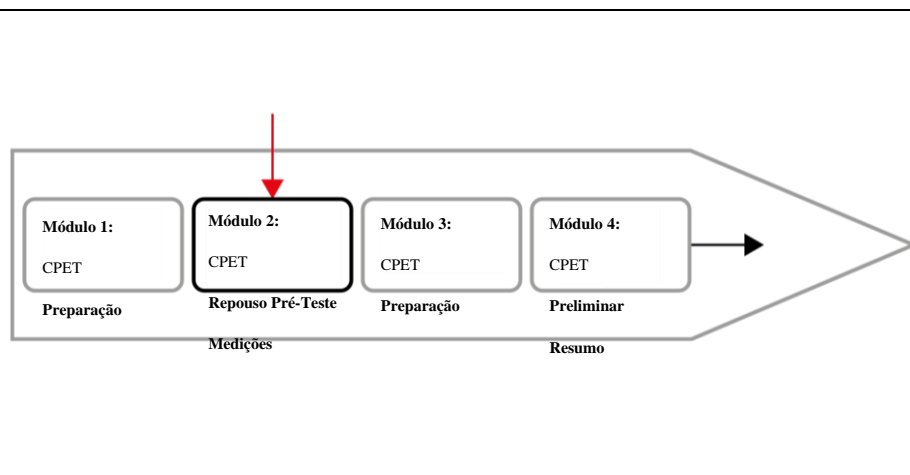 Módulo 1:
CPET
Preparação
Módulo 2:
CPET
Repouso Pré-Teste
Medições
Módulo 3:
CPET
Preparação
Módulo 4:
CPET
Preliminar
Resumo